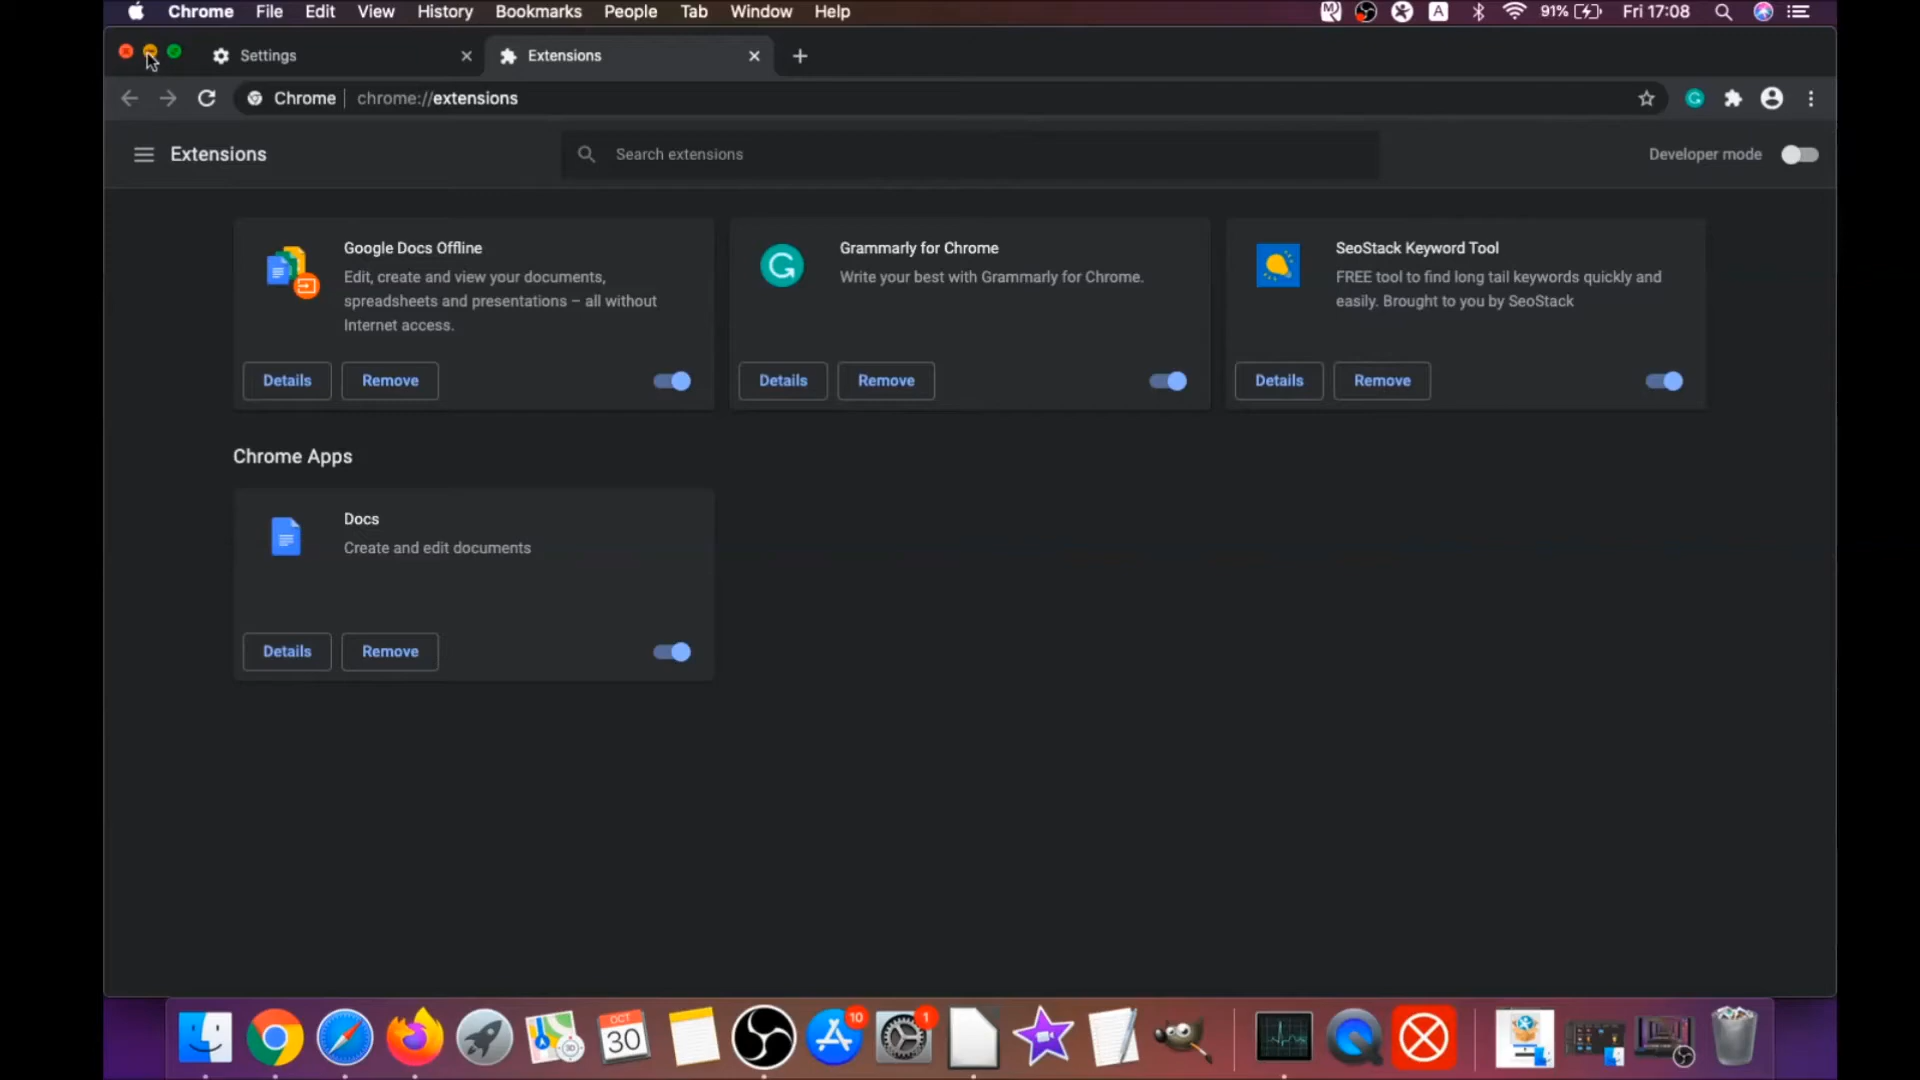 Chrome File Edit View History Bookmarks People Tab Window Help A 91% Fri 17:08
Settings Extensions
Chrome chrome://extensions
Extensions Search extensions Developer mode
Google Docs Offline
Edit, create and view your documents,
spreadsheets and presentations – all without
Internet access.
Details Remove
Grammarly for Chrome
Write your best with Grammarly for Chrome.
Details Remove
SeoStack Keyword Tool
FREE tool to find long tail keywords quickly and
easily. Brought to you by SeoStack
Details Remove
Chrome Apps
Docs
Create and edit documents
Details Remove
OCT
30
10
1